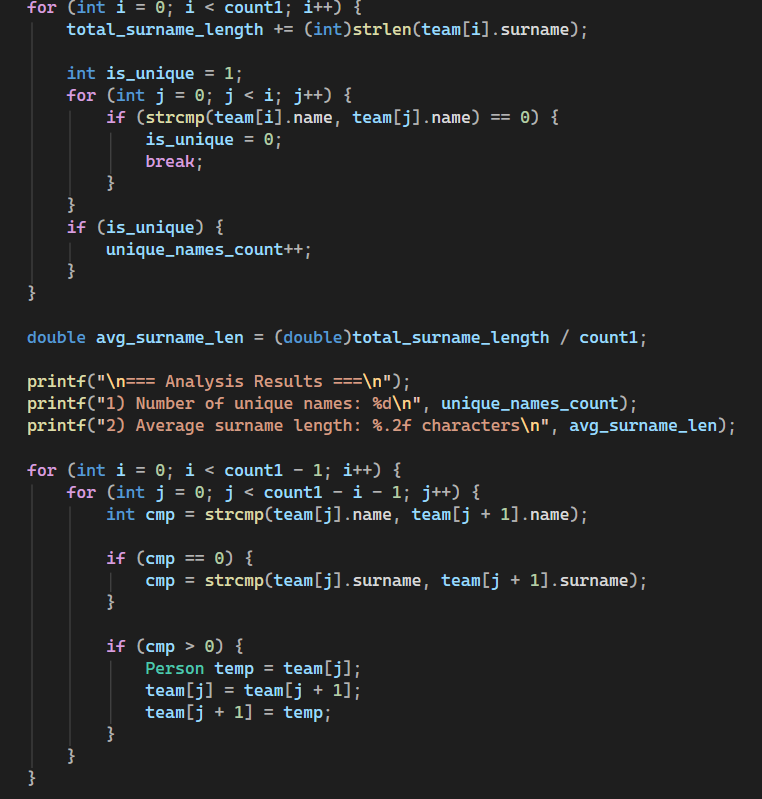 for (int i = 0; i < count1; i++) {
    total_surname_length += (int)strlen(team[i].surname);

    int is_unique = 1;
    for (int j = 0; j < i; j++) {
        if (strcmp(team[i].name, team[j].name) == 0) {
            is_unique = 0;
            break;
        }
    }
    if (is_unique) {
        unique_names_count++;
    }
}

double avg_surname_len = (double)total_surname_length / count1;

printf("\n=== Analysis Results ===\n");
printf("1) Number of unique names: %d\n", unique_names_count);
printf("2) Average surname length: %.2f characters\n", avg_surname_len);

for (int i = 0; i < count1 - 1; i++) {
    for (int j = 0; j < count1 - i - 1; j++) {
        int cmp = strcmp(team[j].name, team[j + 1].name);

        if (cmp == 0) {
            cmp = strcmp(team[j].surname, team[j + 1].surname);
        }

        if (cmp > 0) {
            Person temp = team[j];
            team[j] = team[j + 1];
            team[j + 1] = temp;
        }
    }
}